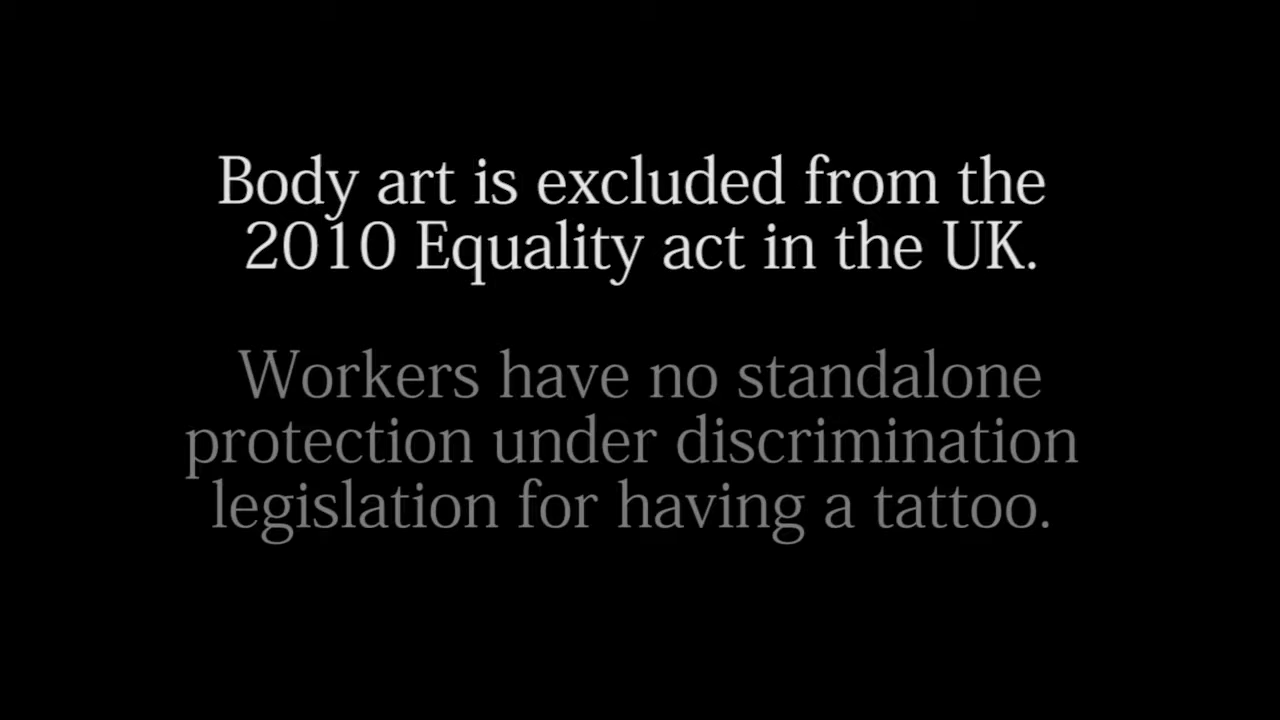 Body art is excluded from the
2010 Equality act in the UK.
Workers have no standalone
protection under discrimination
legislation for having a tattoo.